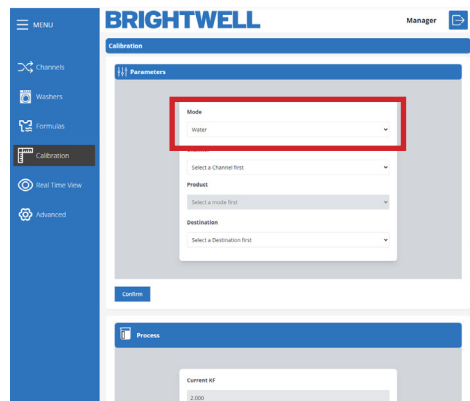 MENU
BRIGHTWELL
Manager
Calibration
Channels
Parameters
Washers
Mode
Formulas
Water
Calibration
Select a Channel first
Real Time View
Product
Select a mode first
Advanced
Destination
Select a Destination first
Confirm
Process
Current KF
2.000